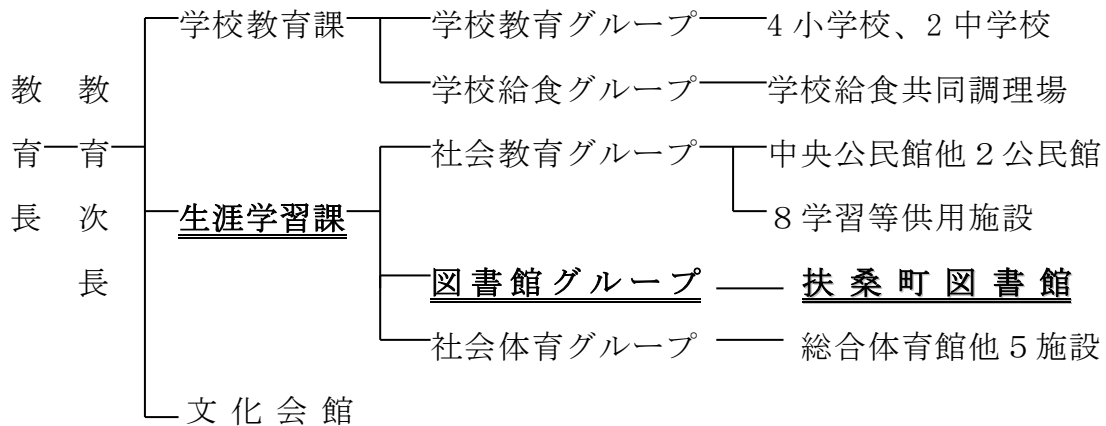 教育長
教育次長
学校教育課
学校教育グループ
4小学校、2中学校
学校給食グループ
学校給食共同調理場
生涯学習課
社会教育グループ
中央公民館他2公民館
8学習等供用施設
図書館グループ
扶桑町図書館
社会体育グループ
総合体育館他5施設
文化会館